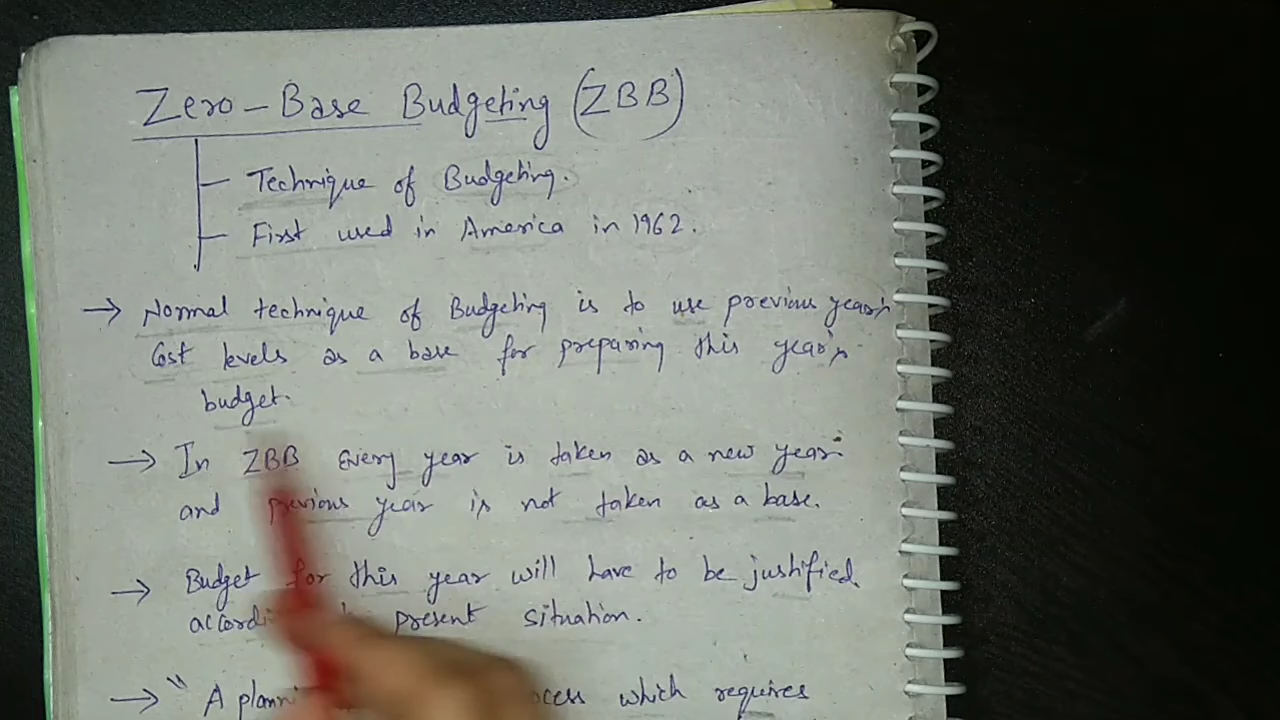 Zero-Base Budgeting (ZBB)
Technique of Budgeting.
First used in America in 1962.
→ Normal technique of Budgeting is to use previous year's
Cost levels as a base for preparing this year's
budget.
→ In ZBB Every year is taken as a new year
and previous year is not taken as a base.
→ Budget for this year will have to be justified
present situation.
→ " A which requires